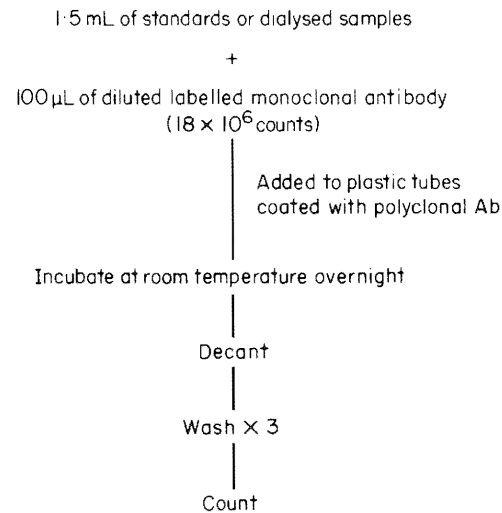 1·5 mL of standards or dialysed samples
+
100 µL of diluted labelled monoclonal antibody
(18 × 10⁶ counts)
Added to plastic tubes
coated with polyclonal Ab
Incubate at room temperature overnight
Decant
Wash × 3
Count